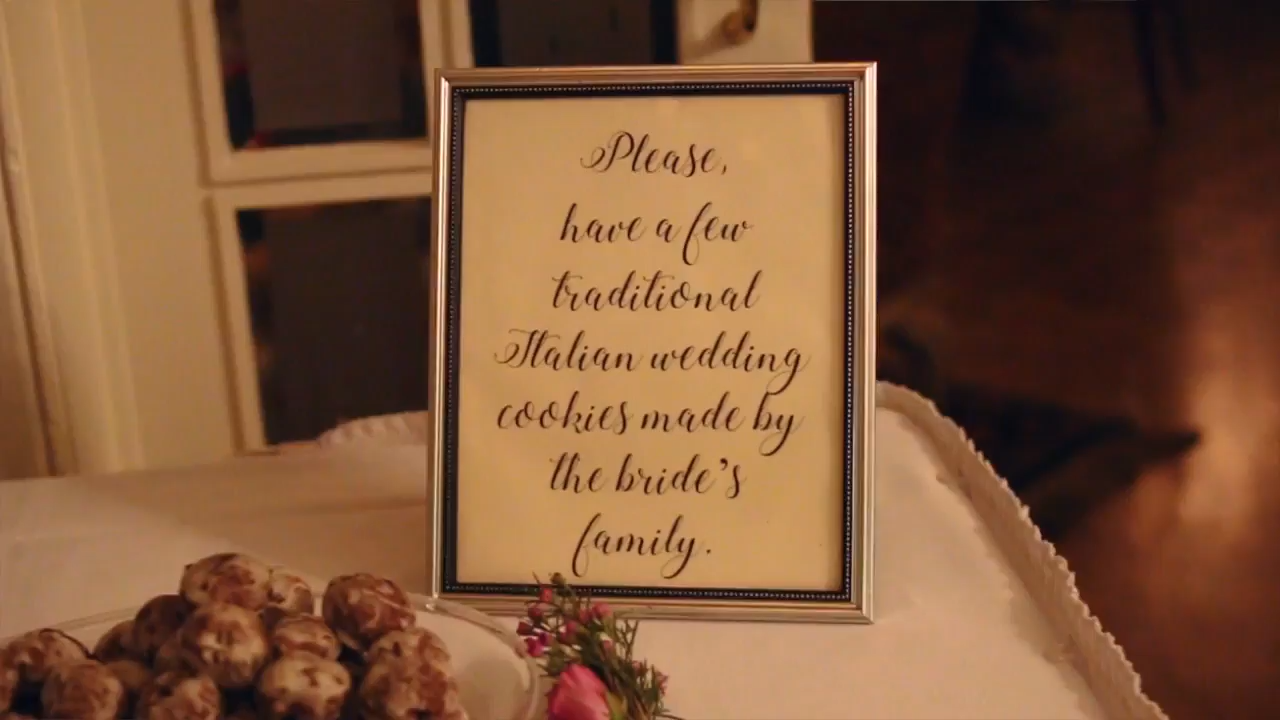 Please,
have a few
traditional
Italian wedding
cookies made by
the bride's
family.